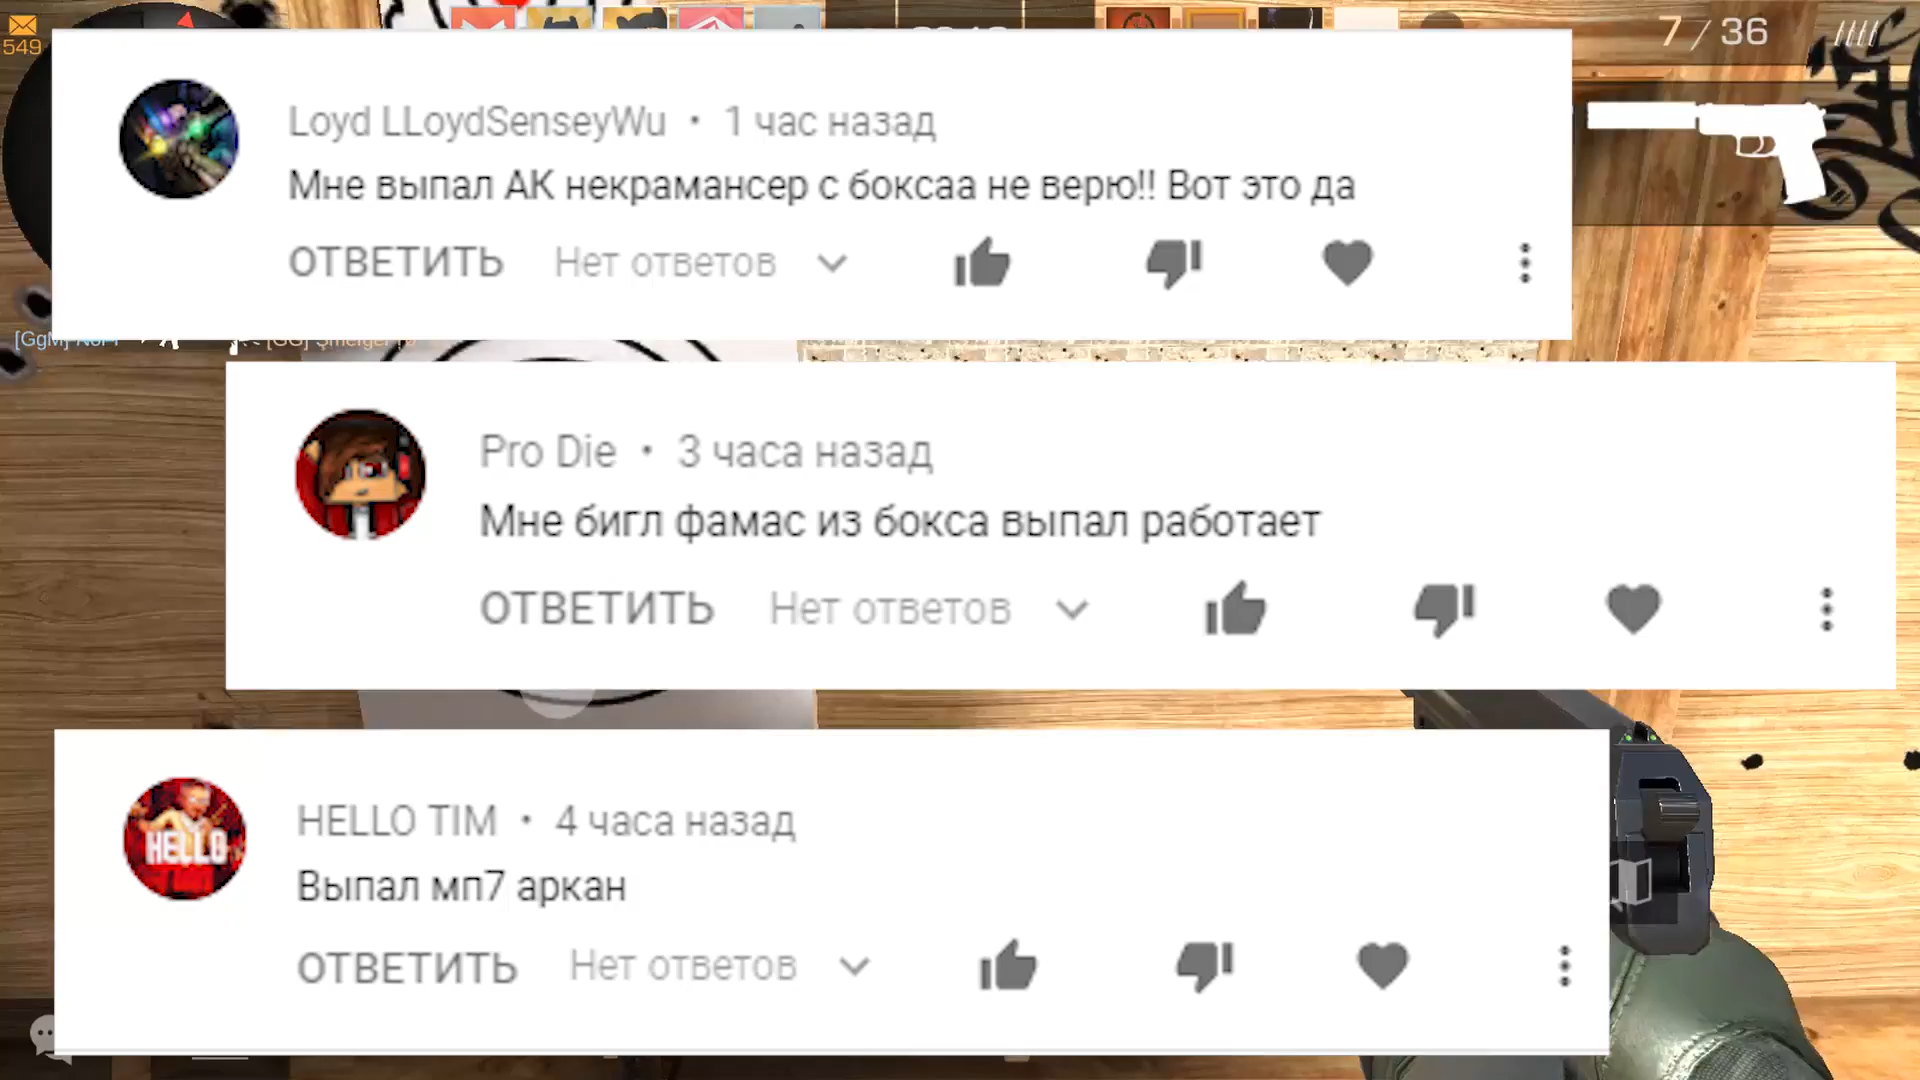 549
7 / 36
Loyd LLoydSenseyWu • 1 час назад
Мне выпал АК некрамансер с боксаа не верю!! Вот это да
ОТВЕТИТЬ Нет ответов
Pro Die • 3 часа назад
Мне бигл фамас из бокса выпал работает
ОТВЕТИТЬ Нет ответов
HELLO
HELLO TIM • 4 часа назад
Выпал мп7 аркан
ОТВЕТИТЬ Нет ответов